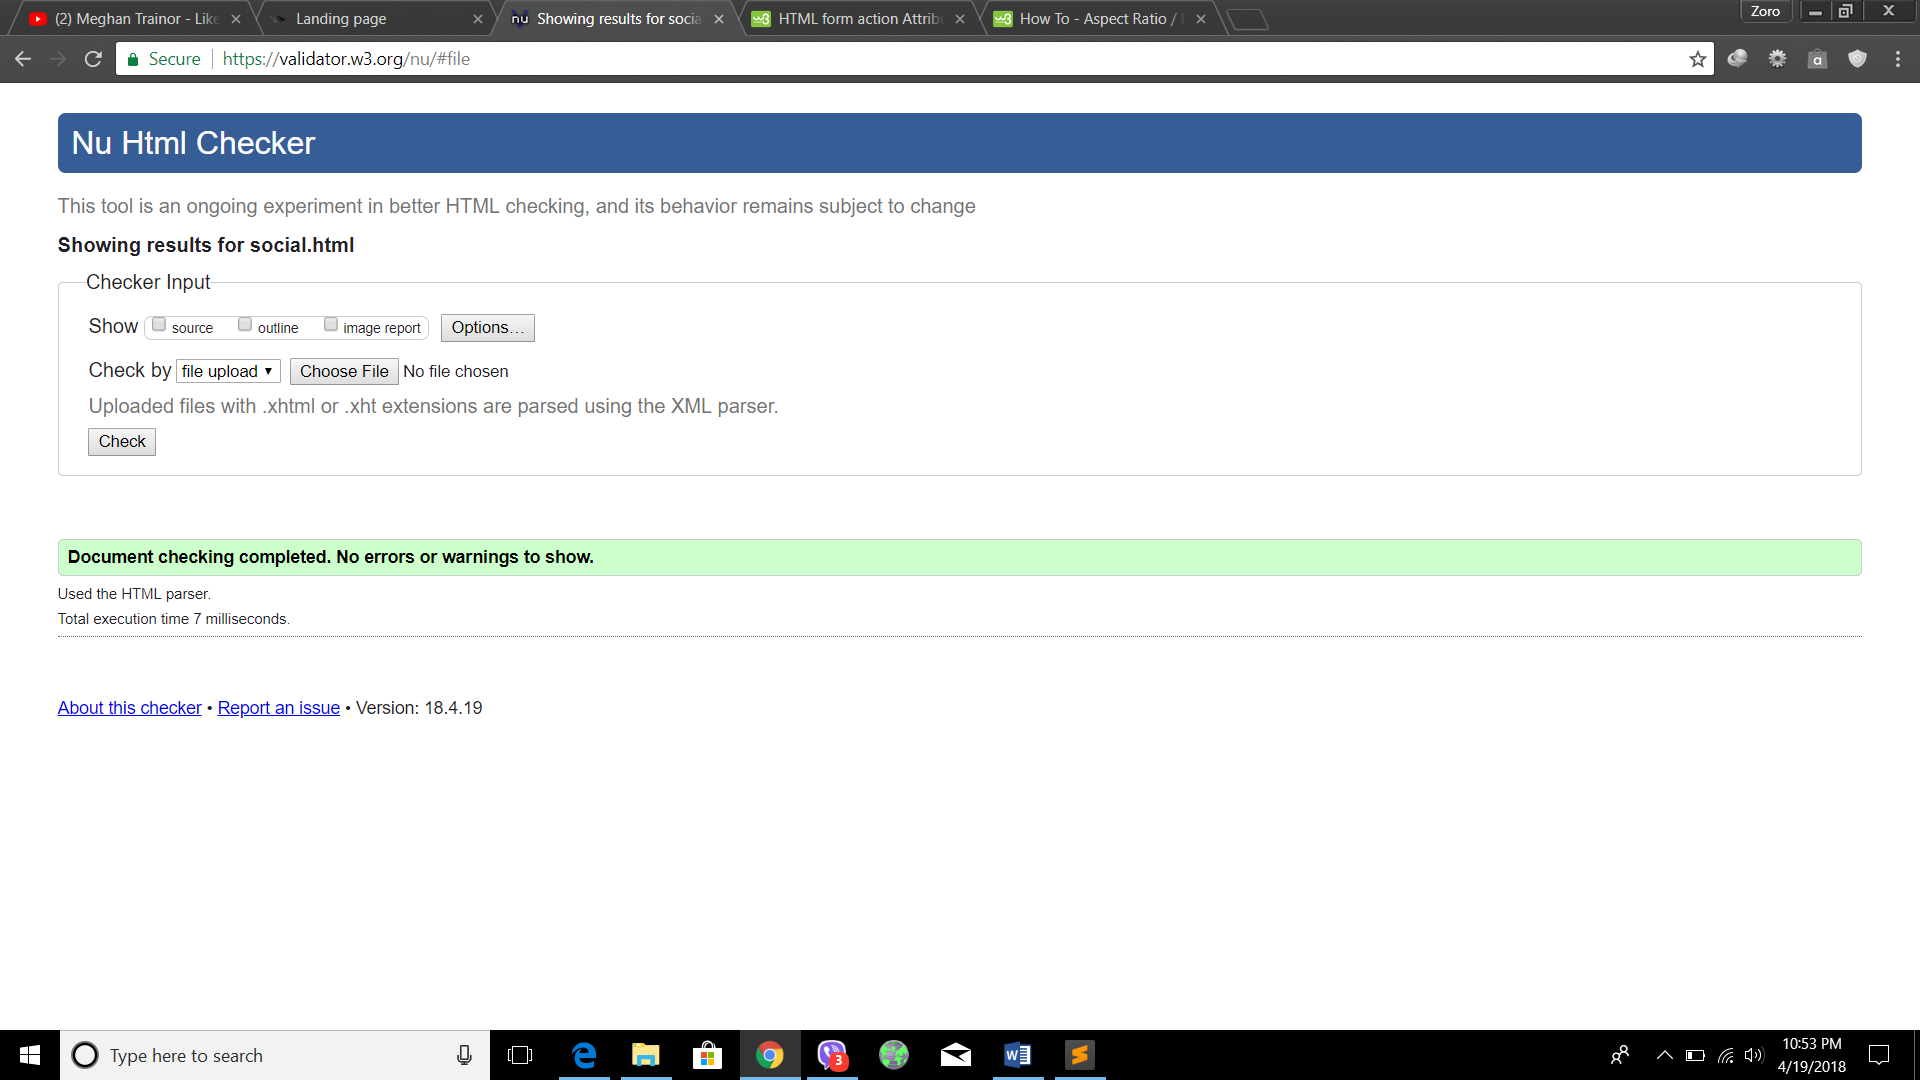 (2) Meghan Trainor - Like
Landing page
nu Showing results for socia
w3 HTML form action Attrib
w3 How To - Aspect Ratio /
Zoro
Secure https://validator.w3.org/nu/#file
Nu Html Checker
This tool is an ongoing experiment in better HTML checking, and its behavior remains subject to change
Showing results for social.html
Checker Input
Show source outline image report Options...
Check by file upload Choose File No file chosen
Uploaded files with .xhtml or .xht extensions are parsed using the XML parser.
Check
Document checking completed. No errors or warnings to show.
Used the HTML parser.
Total execution time 7 milliseconds.
About this checker • Report an issue • Version: 18.4.19
Type here to search
3
10:53 PM
4/19/2018